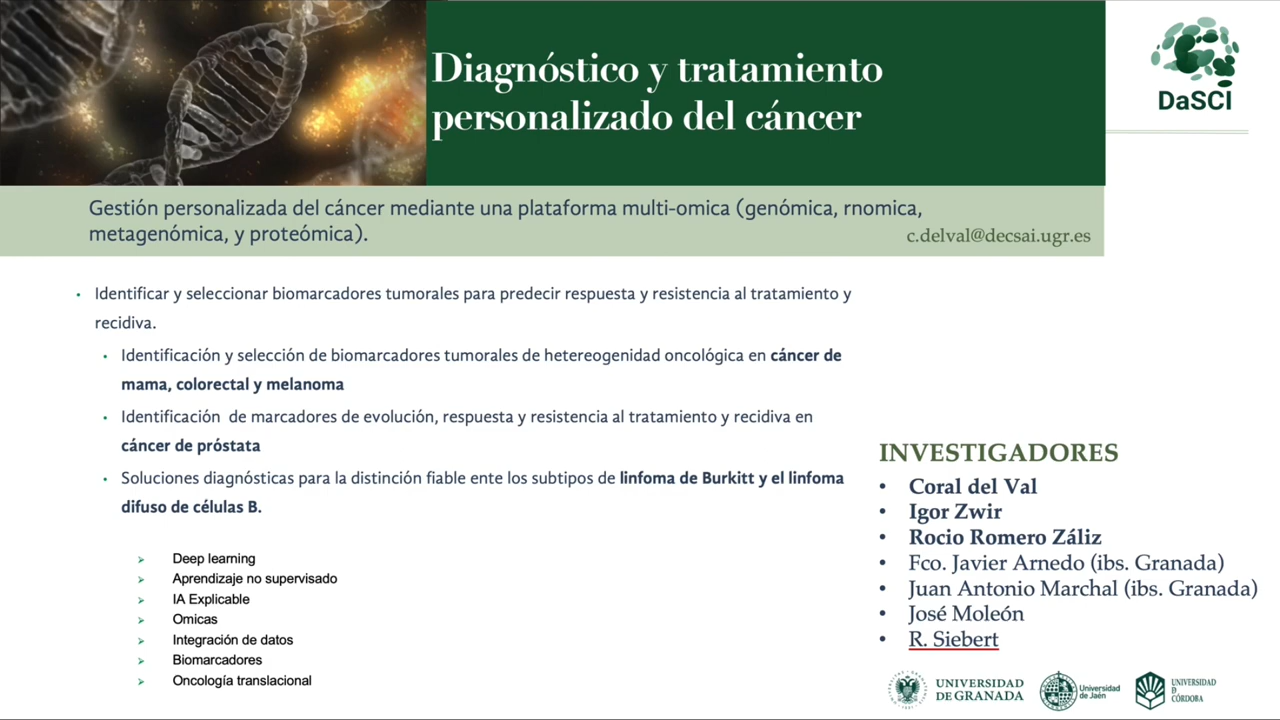 Diagnóstico y tratamiento
personalizado del cáncer
DaSCI
Gestión personalizada del cáncer mediante una plataforma multi-omica (genómica, rnomica,
metagenómica, y proteómica).
c.delval@decsai.ugr.es
• Identificar y seleccionar biomarcadores tumorales para predecir respuesta y resistencia al tratamiento y
recidiva.
• Identificación y selección de biomarcadores tumorales de hetereogenidad oncológica en cáncer de
mama, colorectal y melanoma
• Identificación de marcadores de evolución, respuesta y resistencia al tratamiento y recidiva en
cáncer de próstata
• Soluciones diagnósticas para la distinción fiable ente los subtipos de linfoma de Burkitt y el linfoma
difuso de células B.
➢ Deep learning
➢ Aprendizaje no supervisado
➢ IA Explicable
➢ Omicas
➢ Integración de datos
➢ Biomarcadores
➢ Oncología translacional
INVESTIGADORES
• Coral del Val
• Igor Zwir
• Rocio Romero Záliz
• Fco. Javier Arnedo (ibs. Granada)
• Juan Antonio Marchal (ibs. Granada)
• José Moleón
• R. Siebert
UNIVERSIDAD
DE GRANADA
Universidad
de Jaén
UNIVERSIDAD
D
CÓRDOBA